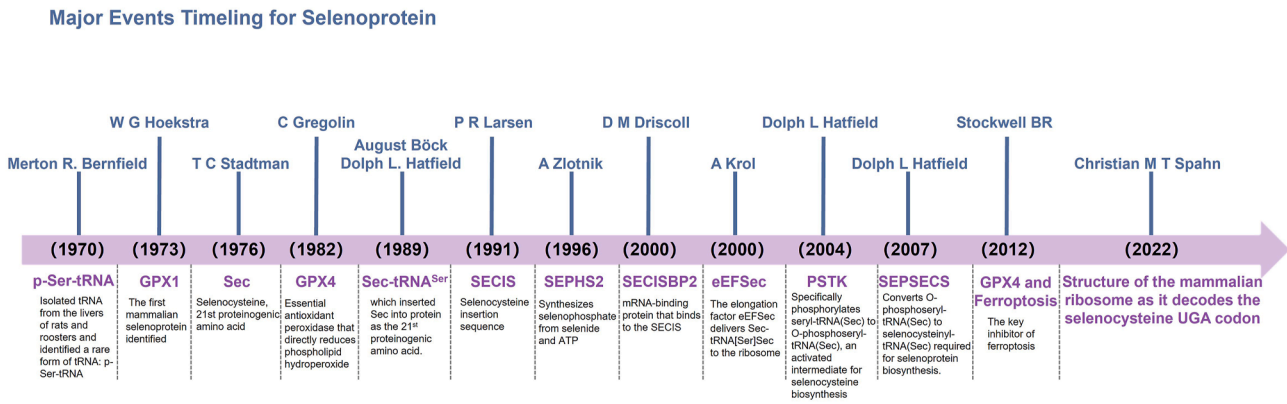 Major Events Timeling for Selenoprotein
W G Hoekstra
C Gregolin
P R Larsen
D M Driscoll
Dolph L Hatfield
Stockwell BR
Merton R. Bernfield
T C Stadtman
August Böck
Dolph L. Hatfield
A Zlotnik
A Krol
Dolph L Hatfield
Christian M T Spahn
(1970)
(1973)
(1976)
(1982)
(1989)
(1991)
(1996)
(2000)
(2000)
(2004)
(2007)
(2012)
(2022)
p-Ser-tRNA
Isolated tRNA
from the livers
of rats and
roosters and
identified a rare
form of tRNA: p-
Ser-tRNA
GPX1
The first
mammalian
selenoprotein
identified
Sec
Selenocysteine,
21st proteinogenic
amino acid
GPX4
Essential
antioxidant
peroxidase that
directly reduces
phospholipid
hydroperoxide
Sec-tRNASer
which inserted
Sec into protein
as the 21st
proteinogenic
amino acid.
SECIS
Selenocysteine
insertion
sequence
SEPHS2
Synthesizes
selenophosphate
from selenide
and ATP
SECISBP2
mRNA-binding
protein that binds
to the SECIS
eEFSec
The elongation
factor eEFSec
delivers Sec-
tRNA[Ser]Sec
to the ribosome
PSTK
Specifically
phosphorylates
seryl-tRNA(Sec) to
O-phosphoseryl-
tRNA(Sec), an
activated
intermediate for
selenocysteine
biosynthesis
SEPSECS
Converts O-
phosphoseryl-
tRNA(Sec) to
selenocysteinyl-
tRNA(Sec) required
for selenoprotein
biosynthesis.
GPX4 and
Ferroptosis
The key
inhibitor of
ferroptosis
Structure of the mammalian
ribosome as it decodes the
selenocysteine UGA codon